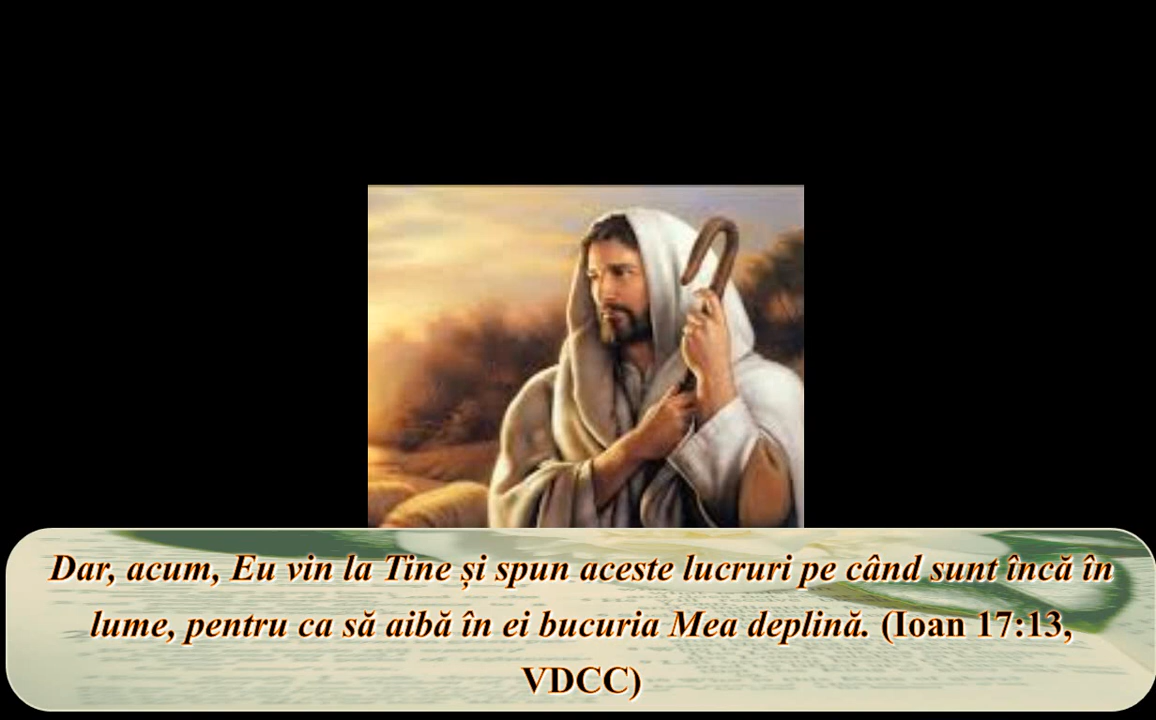 Dar, acum, Eu vin la Tine și spun aceste lucruri pe când sunt încă în
lume, pentru ca să aibă în ei bucuria Mea deplină. (Ioan 17:13,
VDCC)